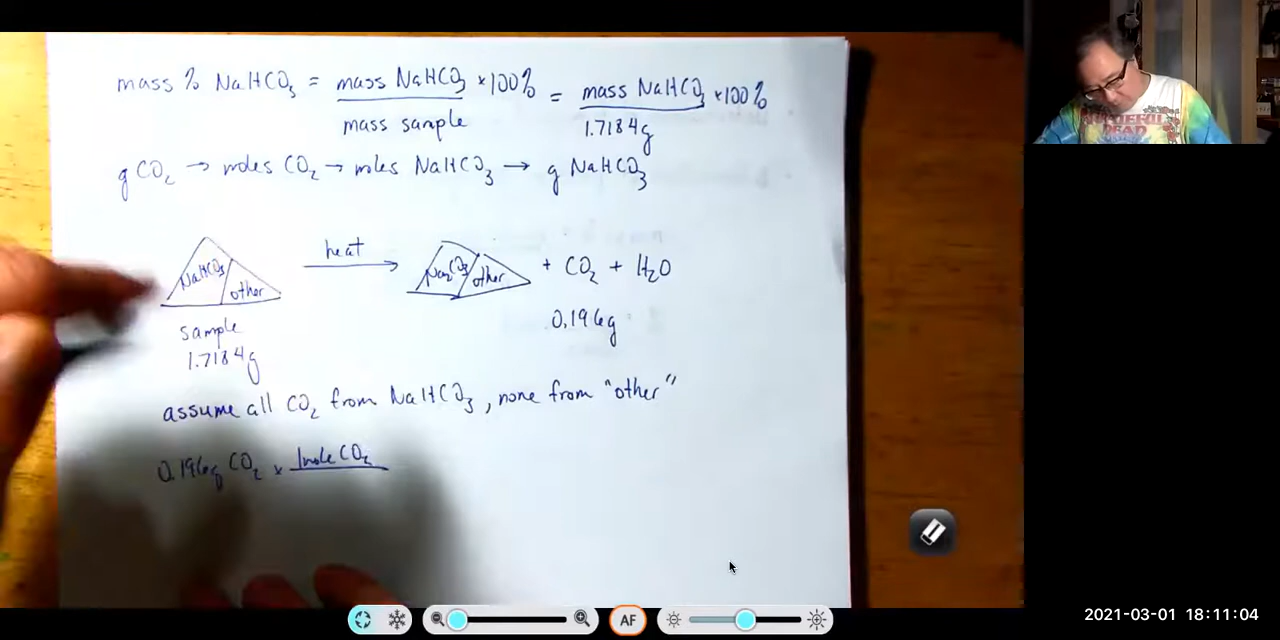 mass % NaHCO₃ = mass NaHCO₃ ×100% = mass NaHCO₃ ×100%
mass sample 1.7184g
g CO₂ → moles CO₂ → moles NaHCO₃ → g NaHCO₃
NaHCO₃ other heat Na₂CO₃ other + CO₂ + H₂O
sample 0.196g
1.7184g
assume all CO₂ from NaHCO₃, none from "other"
0.196g CO₂ × 1mole CO₂
DEAD
AF
2021-03-01 18:11:04